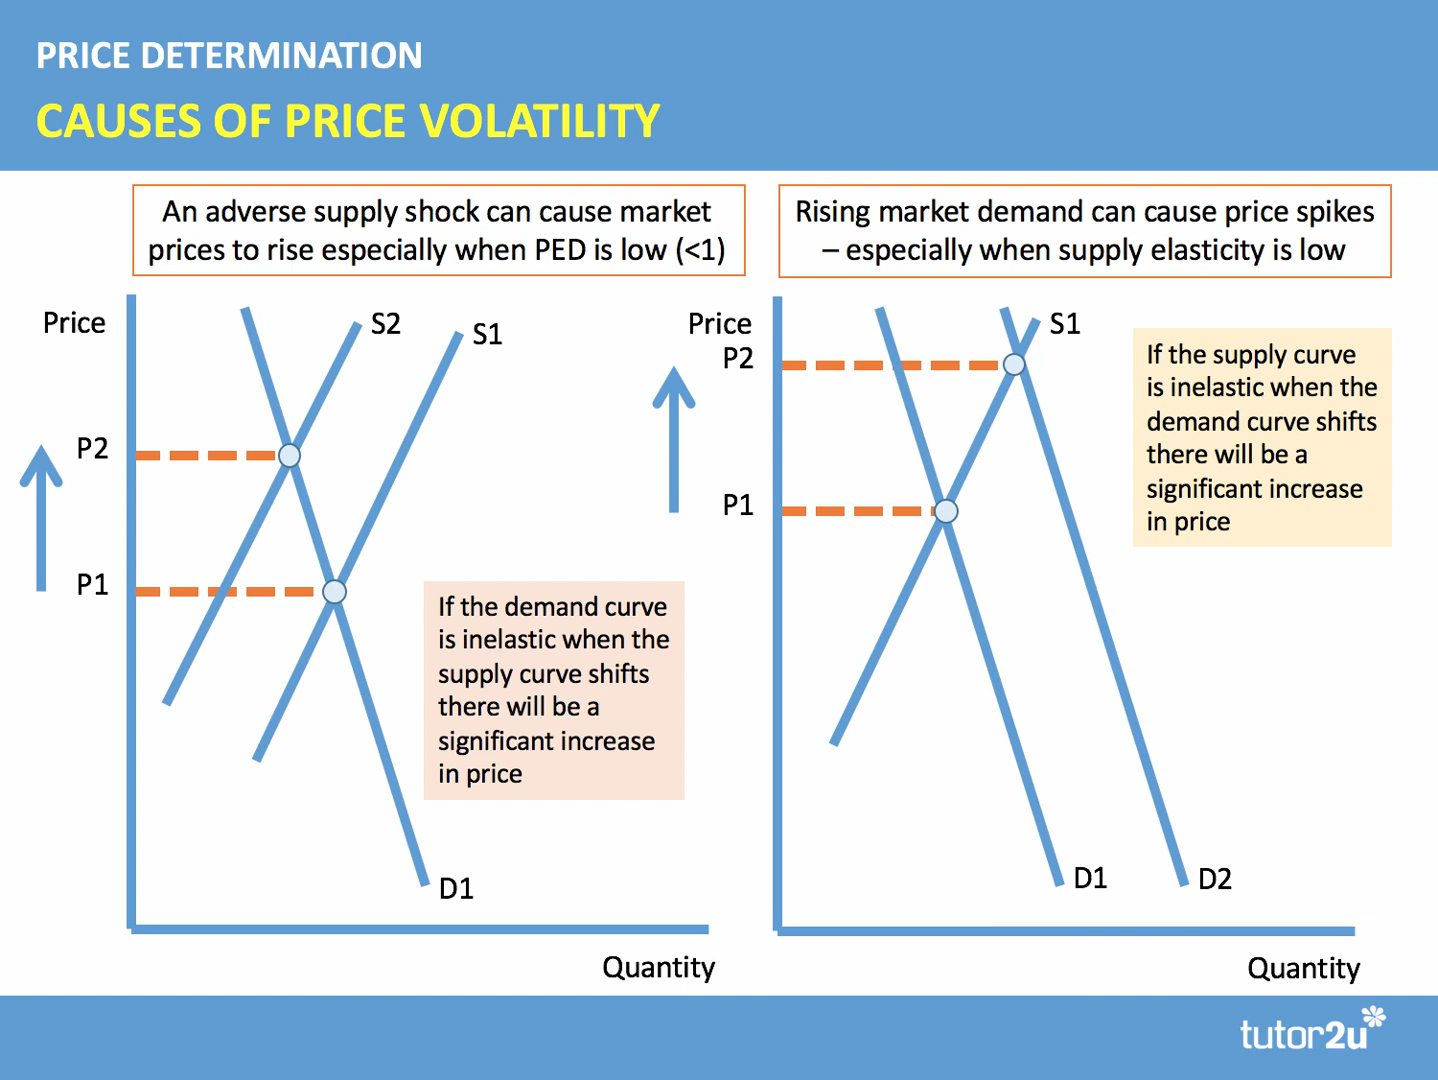 PRICE DETERMINATION
CAUSES OF PRICE VOLATILITY
An adverse supply shock can cause market
prices to rise especially when PED is low (<1)
Price
S2
S1
P2
P1
If the demand curve
is inelastic when the
supply curve shifts
there will be a
significant increase
in price
D1
Quantity
Rising market demand can cause price spikes
– especially when supply elasticity is low
Price
P2
S1
P1
If the supply curve
is inelastic when the
demand curve shifts
there will be a
significant increase
in price
D1
D2
Quantity
tutor2u